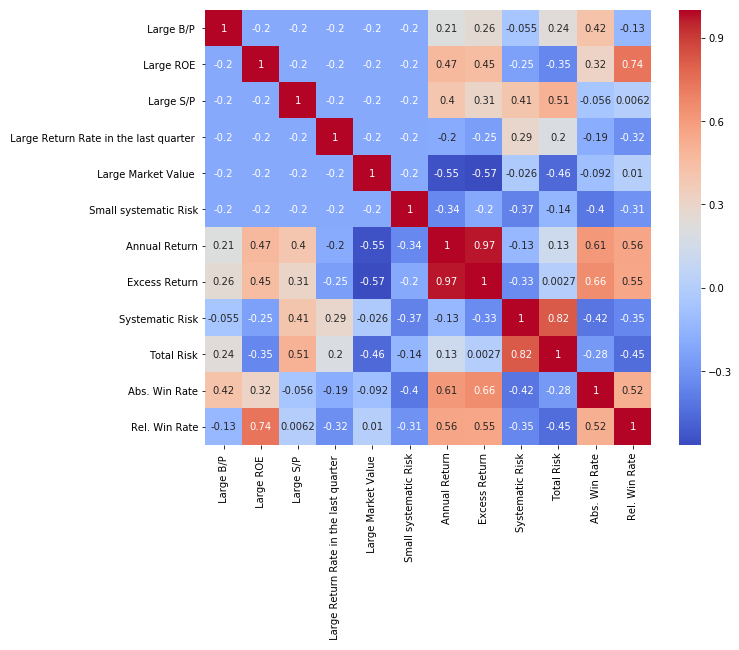 Large B/P 1 -0.2 -0.2 -0.2 -0.2 -0.2 0.21 0.26 -0.055 0.24 0.42 -0.13
Large ROE -0.2 1 -0.2 -0.2 -0.2 -0.2 0.47 0.45 -0.25 -0.35 0.32 0.74
Large S/P -0.2 -0.2 1 -0.2 -0.2 -0.2 0.4 0.31 0.41 0.51 -0.056 0.0062
Large Return Rate in the last quarter -0.2 -0.2 -0.2 1 -0.2 -0.2 -0.2 -0.25 0.29 0.2 -0.19 -0.32
Large Market Value -0.2 -0.2 -0.2 -0.2 1 -0.2 -0.55 -0.57 -0.026 -0.46 -0.092 0.01
Small systematic Risk -0.2 -0.2 -0.2 -0.2 -0.2 1 -0.34 -0.2 -0.37 -0.14 -0.4 -0.31
Annual Return 0.21 0.47 0.4 -0.2 -0.55 -0.34 1 0.97 -0.13 0.13 0.61 0.56
Excess Return 0.26 0.45 0.31 -0.25 -0.57 -0.2 0.97 1 -0.33 0.0027 0.66 0.55
Systematic Risk -0.055 -0.25 0.41 0.29 -0.026 -0.37 -0.13 -0.33 1 0.82 -0.42 -0.35
Total Risk 0.24 -0.35 0.51 0.2 -0.46 -0.14 0.13 0.0027 0.82 1 -0.28 -0.45
Abs. Win Rate 0.42 0.32 -0.056 -0.19 -0.092 -0.4 0.61 0.66 -0.42 -0.28 1 0.52
Rel. Win Rate -0.13 0.74 0.0062 -0.32 0.01 -0.31 0.56 0.55 -0.35 -0.45 0.52 1
Large B/P
Large ROE
Large S/P
Large Return Rate in the last quarter
Large Market Value
Small systematic Risk
Annual Return
Excess Return
Systematic Risk
Total Risk
Abs. Win Rate
Rel. Win Rate
0.9
0.6
0.3
0.0
−0.3